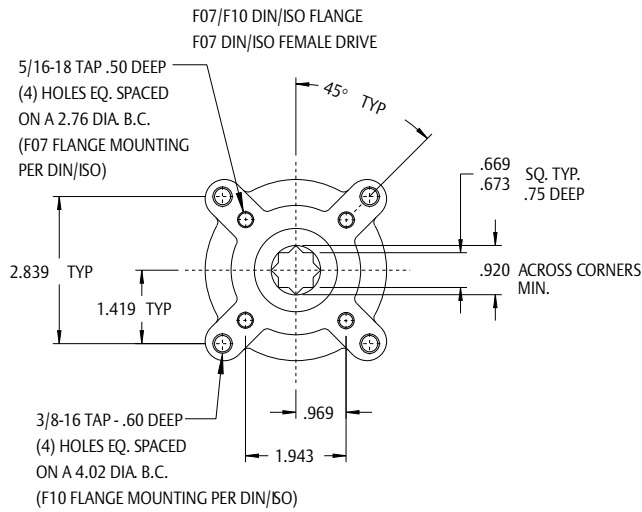 F07/F10 DIN/ISO FLANGE
F07 DIN/ISO FEMALE DRIVE
5/16-18 TAP .50 DEEP
(4) HOLES EQ. SPACED
ON A 2.76 DIA. B.C.
(F07 FLANGE MOUNTING
PER DIN/ISO)
45° TYP
.669
.673
SQ. TYP.
.75 DEEP
2.839 TYP
1.419 TYP
.920 ACROSS CORNERS
MIN.
3/8-16 TAP - .60 DEEP
(4) HOLES EQ. SPACED
ON A 4.02 DIA. B.C.
(F10 FLANGE MOUNTING PER DIN/ISO)
.969
1.943